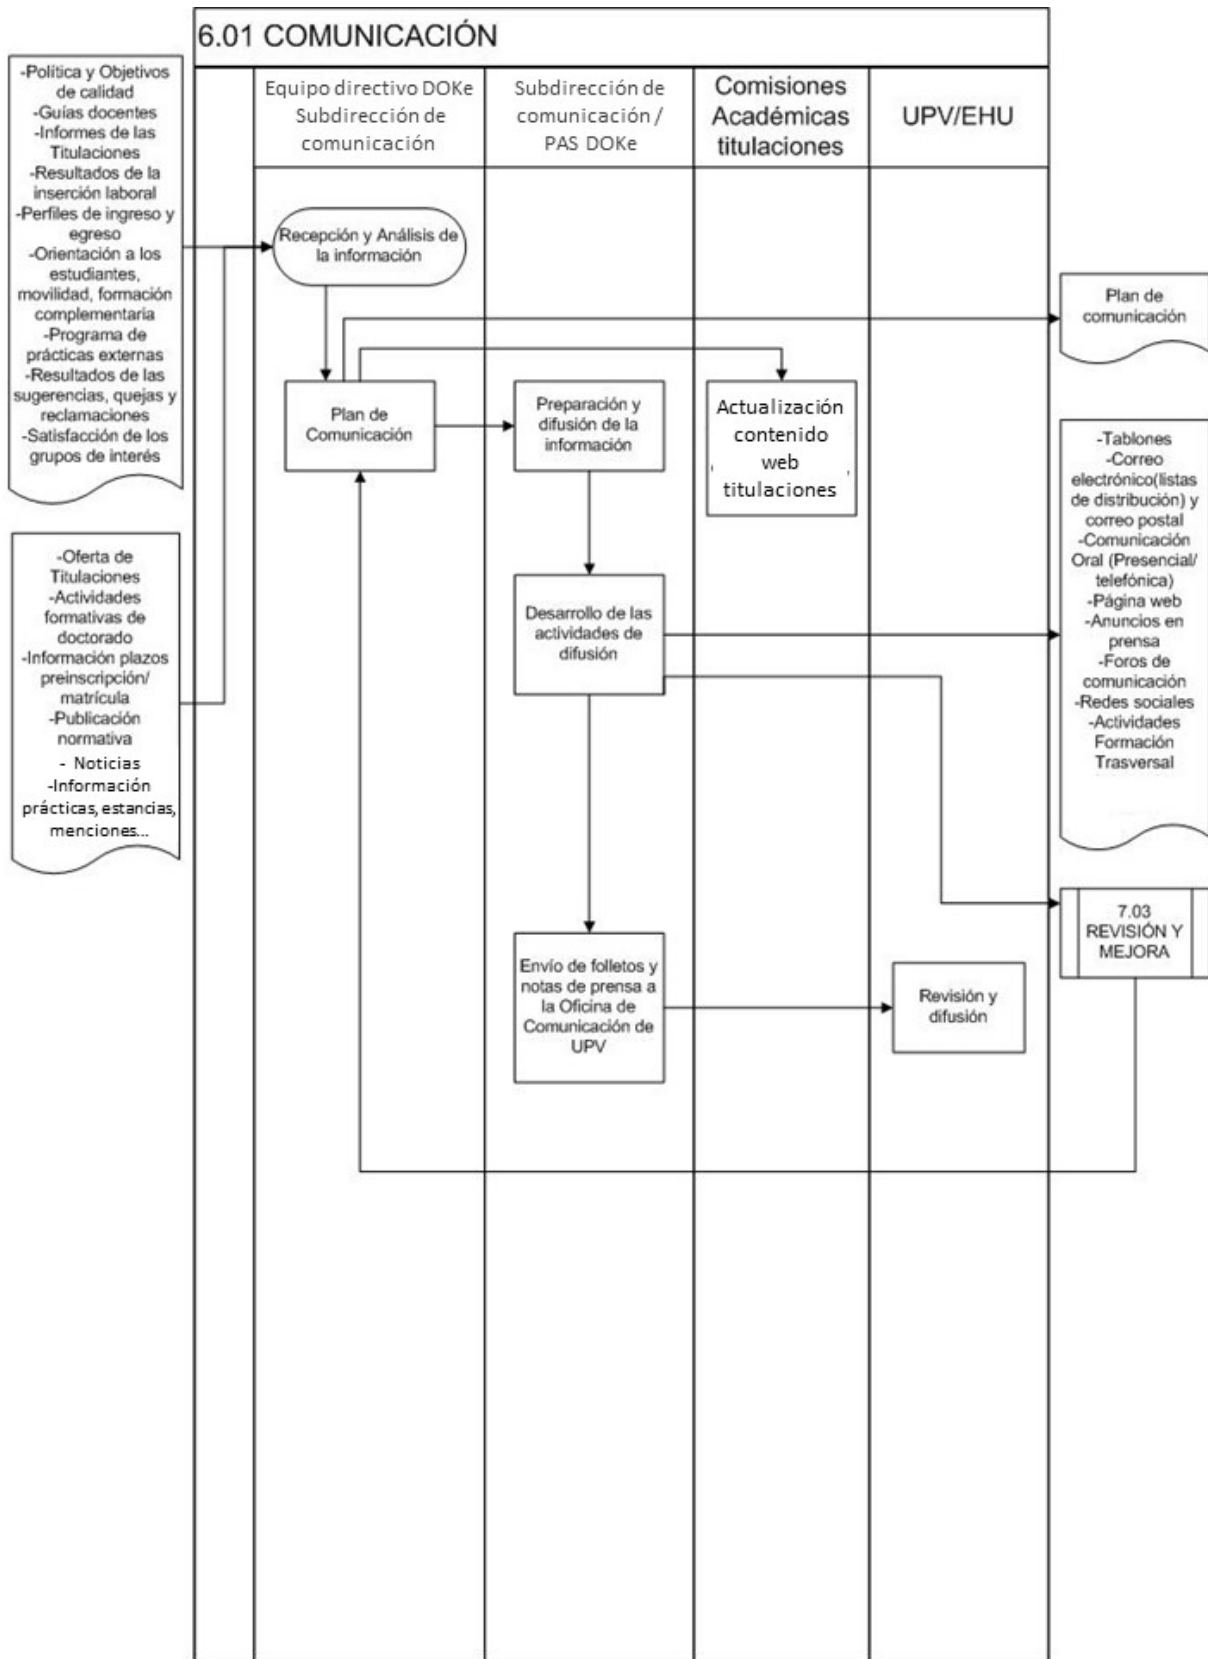 6.01 COMUNICACIÓN
-Política y Objetivos
de calidad
-Guías docentes
-Informes de las
Titulaciones
-Resultados de la
inserción laboral
-Perfiles de ingreso y
egreso
-Orientación a los
estudiantes,
movilidad, formación
complementaria
-Programa de
prácticas externas
-Resultados de las
sugerencias, quejas y
reclamaciones
-Satisfacción de los
grupos de interés
-Oferta de
Titulaciones
-Actividades
formativas de
doctorado
-Información plazos
preinscripción/
matrícula
-Publicación
normativa
- Noticias
-Información
prácticas, estancias,
menciones...
Equipo directivo DOKe
Subdirección de
comunicación
Subdirección de
comunicación /
PAS DOKe
Comisiones
Académicas
titulaciones
UPV/EHU
Recepción y Análisis de
la información
Plan de
Comunicación
Preparación y
difusión de la
información
Actualización
contenido
web
titulaciones
Desarrollo de las
actividades de
difusión
Envío de folletos y
notas de prensa a
la Oficina de
Comunicación de
UPV
Revisión y
difusión
Plan de
comunicación
-Tablones
-Correo
electrónico(listas
de distribución) y
correo postal
-Comunicación
Oral (Presencial/
telefónica)
-Página web
-Anuncios en
prensa
-Foros de
comunicación
-Redes sociales
-Actividades
Formación
Trasversal
7.03
REVISIÓN Y
MEJORA